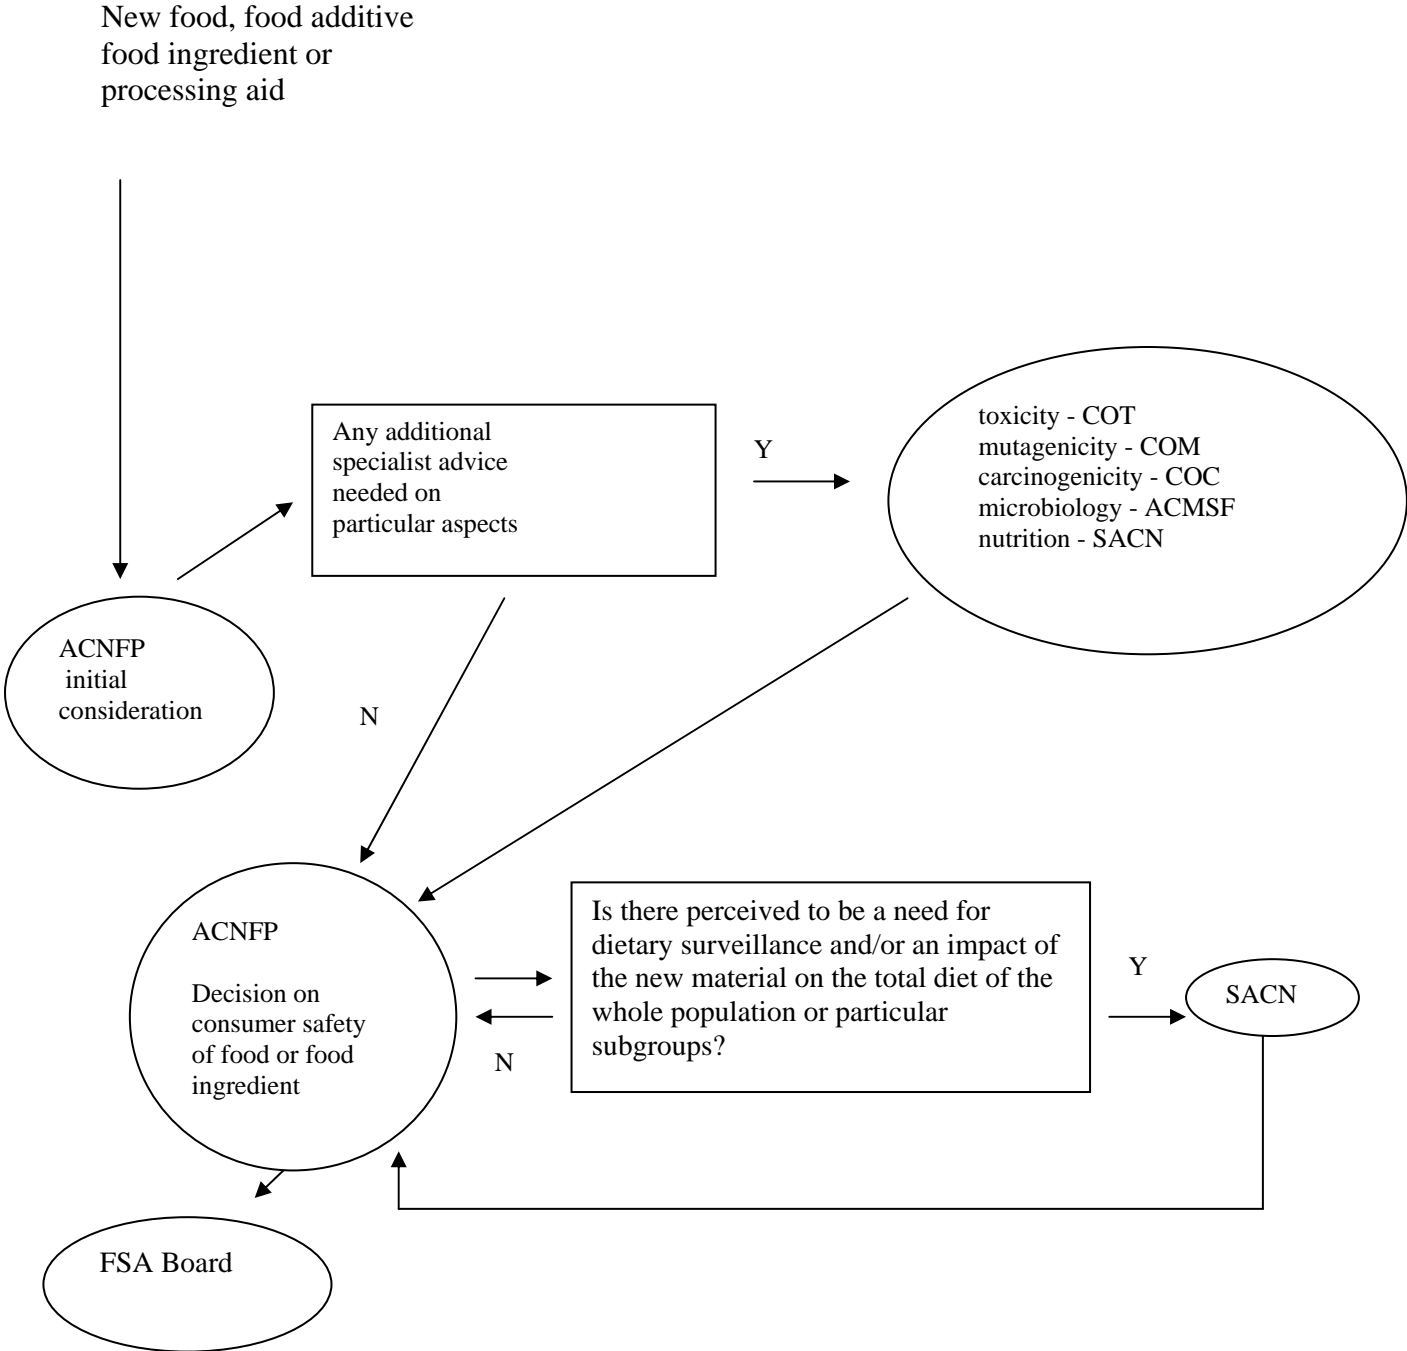 New food, food additive
food ingredient or
processing aid
Any additional
specialist advice
needed on
particular aspects
Y
toxicity - COT
mutagenicity - COM
carcinogenicity - COC
microbiology - ACMSF
nutrition - SACN
ACNFP
initial
consideration
N
ACNFP
Decision on
consumer safety
of food or food
ingredient
Is there perceived to be a need for
dietary surveillance and/or an impact of
the new material on the total diet of the
whole population or particular
subgroups?
Y
SACN
N
FSA Board